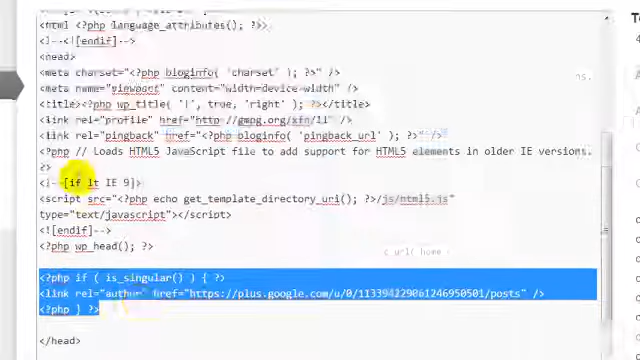 <html <?php language_attributes(); ?>>
<!--<![endif]-->
<head>
<meta charset="<?php bloginfo( 'charset' ); ?>" />
<meta name="viewport" content="width=device-width" />
<title><?php wp_title( '|', true, 'right' ); ?></title>
<link rel="profile" href="http://gmpg.org/xfn/11" />
<link rel="pingback" href="<?php bloginfo( 'pingback_url' ); ?>" />
<?php // Loads HTML5 JavaScript file to add support for HTML5 elements in older IE versions.
?>
<!--[if lt IE 9]>
<script src="<?php echo get_template_directory_uri(); ?>/js/html5.js"
type="text/javascript"></script>
<![endif]-->
<?php wp_head(); ?>
<?php if ( is_singular() ) { ?>
<link rel="author" href="https://plus.google.com/u/0/113394229061246950501/posts" />
<?php } ?>
</head>